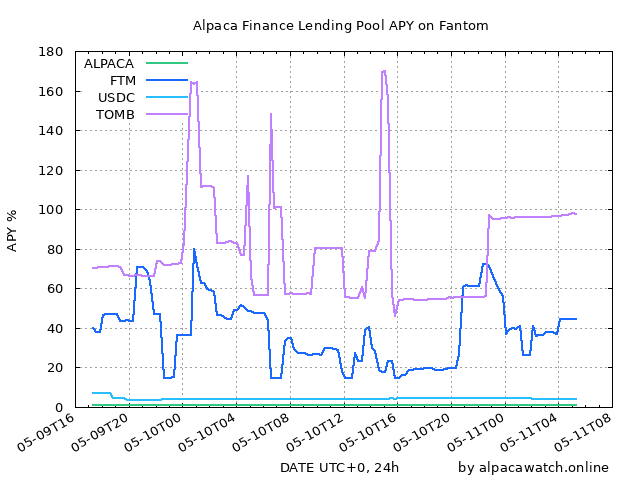 Alpaca Finance Lending Pool APY on Fantom
180
160
140
120
100
80
60
40
20
0
APY %
ALPACA
FTM
USDC
TOMB
05-09T16
05-09T20
05-10T00
05-10T04
05-10T08
05-10T12
05-10T16
05-10T20
05-11T00
05-11T04
05-11T08
DATE UTC+0, 24h
by alpacawatch.online